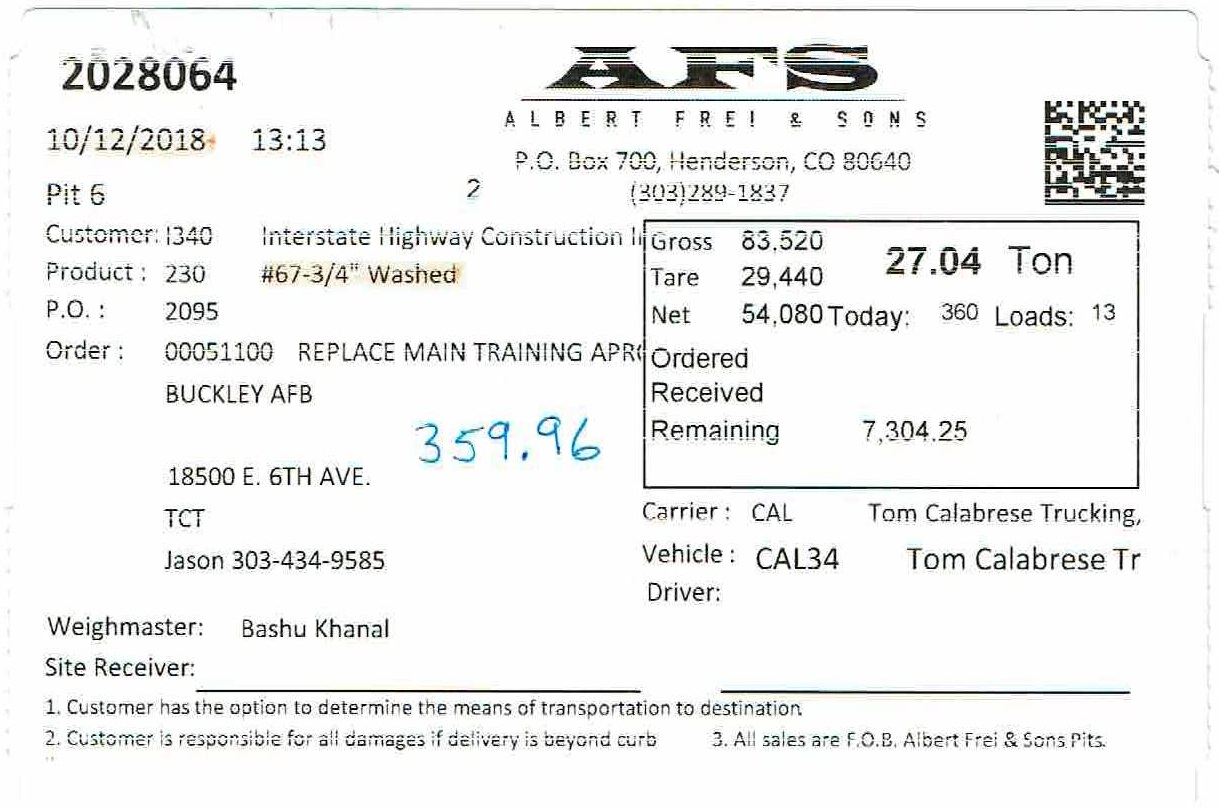 2028064
AFS
ALBERT FREI & SONS
10/12/2018 13:13
P.O. Box 700, Henderson, CO 80640
Pit 6 2 (303)289-1837
Customer: I340 Interstate Highway Construction
Product : 230 #67-3/4" Washed
P.O. : 2095
Order : 00051100 REPLACE MAIN TRAINING APR
BUCKLEY AFB
359.96
18500 E. 6TH AVE.
TCT
Jason 303-434-9585
Gross 83,520 27.04 Ton
Tare 29,440
Net 54,080 Today: 360 Loads: 13
Ordered
Received
Remaining 7,304.25
Carrier : CAL Tom Calabrese Trucking,
Vehicle : CAL34 Tom Calabrese Tr
Driver:
Weighmaster: Bashu Khanal
Site Receiver:
1. Customer has the option to determine the means of transportation to destination.
2. Customer is responsible for all damages if delivery is beyond curb 3. All sales are F.O.B. Albert Frei & Sons Pits.